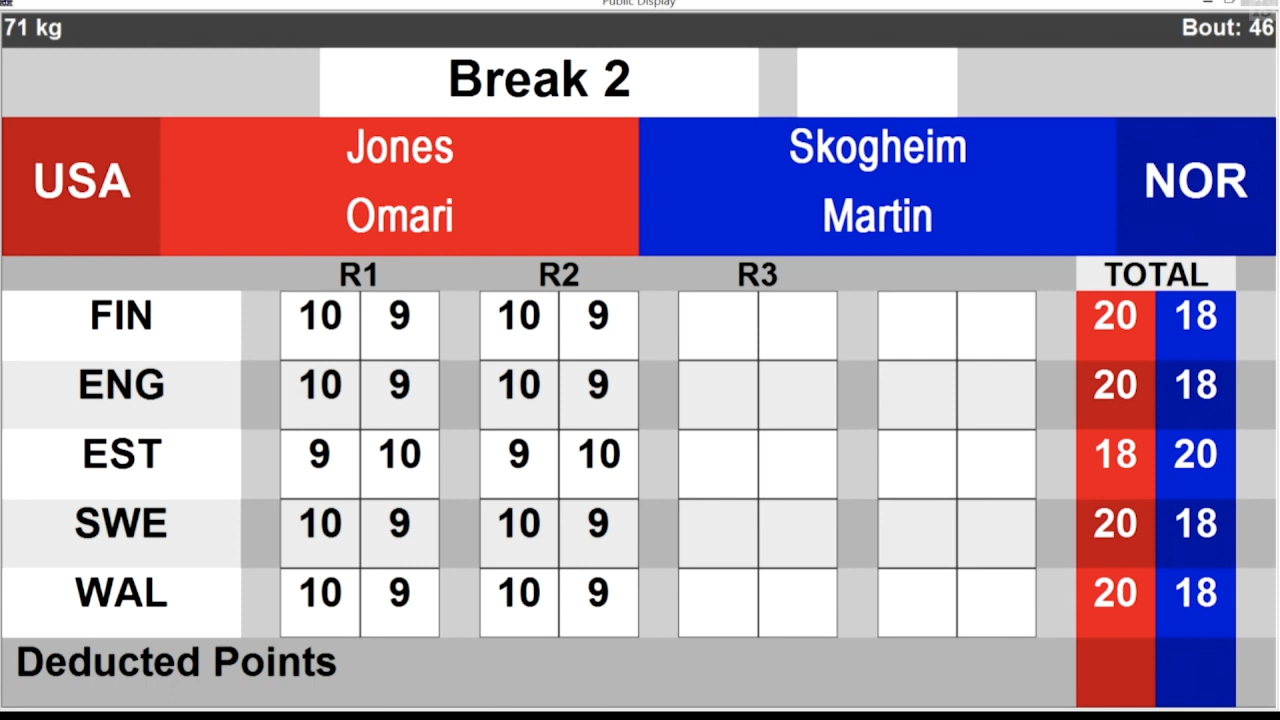 Public Display
71 kg Bout: 46
Break 2
USA Jones Omari Skogheim Martin NOR
R1 R2 R3 TOTAL
FIN 10 9 10 9 20 18
ENG 10 9 10 9 20 18
EST 9 10 9 10 18 20
SWE 10 9 10 9 20 18
WAL 10 9 10 9 20 18
Deducted Points